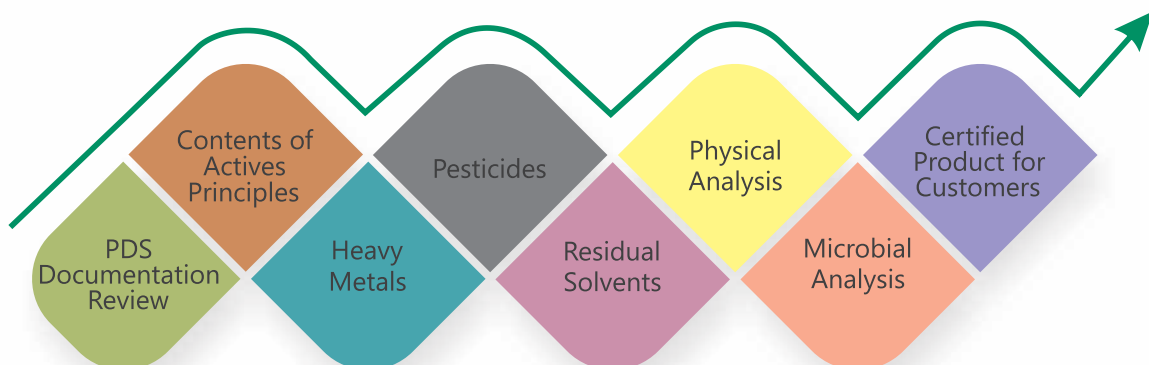 PDS
Documentation
Review
Contents of
Actives
Principles
Heavy
Metals
Pesticides
Residual
Solvents
Physical
Analysis
Microbial
Analysis
Certified
Product for
Customers